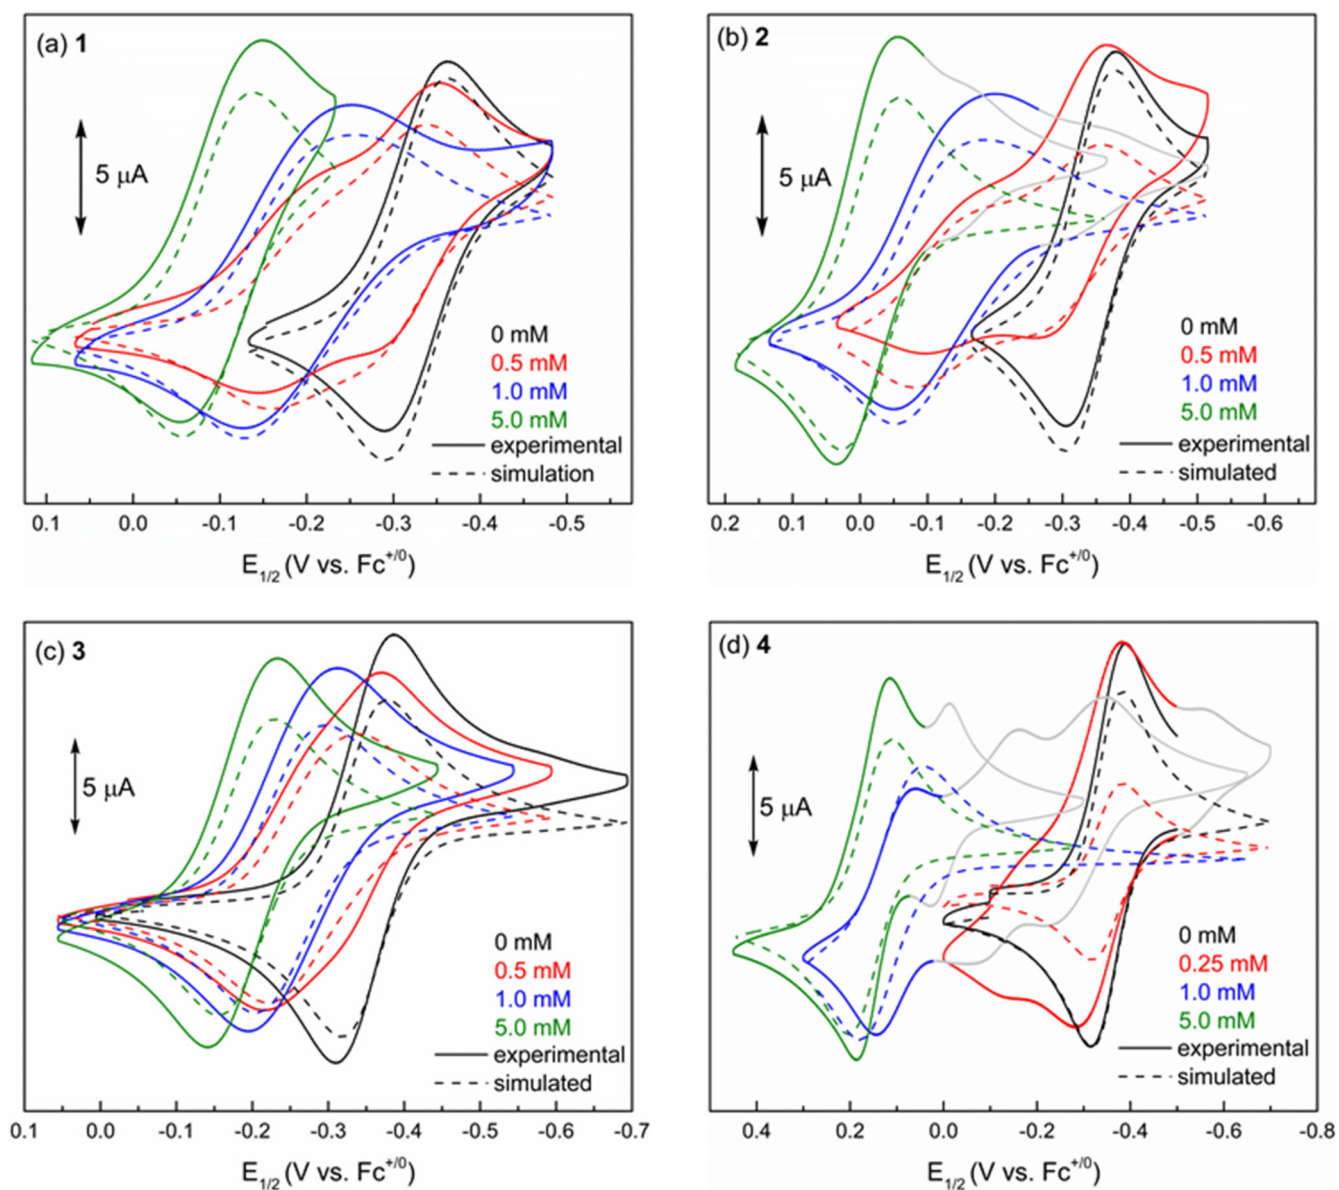 (a) 1
5 μA
0 mM
0.5 mM
1.0 mM
5.0 mM
experimental
simulation
0.1 0.0 -0.1 -0.2 -0.3 -0.4 -0.5
E1/2 (V vs. Fc+/0)
(b) 2
5 μA
0 mM
0.5 mM
1.0 mM
5.0 mM
experimental
simulated
0.2 0.1 0.0 -0.1 -0.2 -0.3 -0.4 -0.5 -0.6
E1/2 (V vs. Fc+/0)
(c) 3
5 μA
0 mM
0.5 mM
1.0 mM
5.0 mM
experimental
simulated
0.1 0.0 -0.1 -0.2 -0.3 -0.4 -0.5 -0.6 -0.7
E1/2 (V vs. Fc+/0)
(d) 4
5 μA
0 mM
0.25 mM
1.0 mM
5.0 mM
experimental
simulated
0.4 0.2 0.0 -0.2 -0.4 -0.6 -0.8
E1/2 (V vs. Fc+/0)